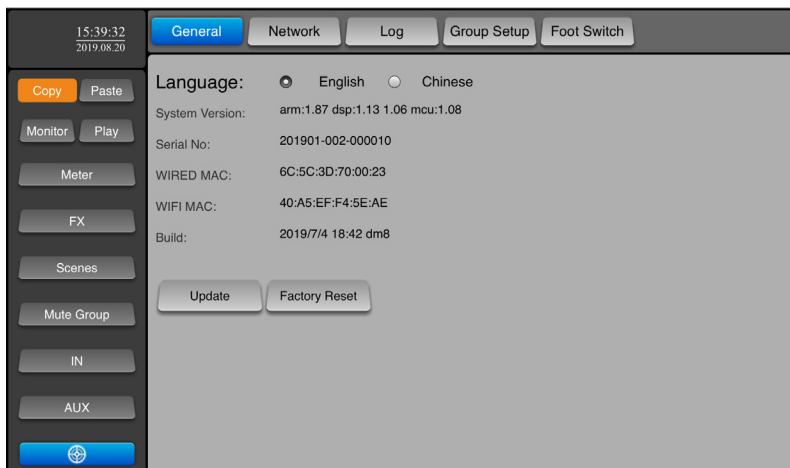 15:39:32
2019.08.20
General Network Log Group Setup Foot Switch
Copy Paste
Monitor Play
Meter
FX
Scenes
Mute Group
IN
AUX
Language: English Chinese
System Version: arm:1.87 dsp:1.13 1.06 mcu:1.08
Serial No: 201901-002-000010
WIRED MAC: 6C:5C:3D:70:00:23
WIFI MAC: 40:A5:EF:F4:5E:AE
Build: 2019/7/4 18:42 dm8
Update Factory Reset